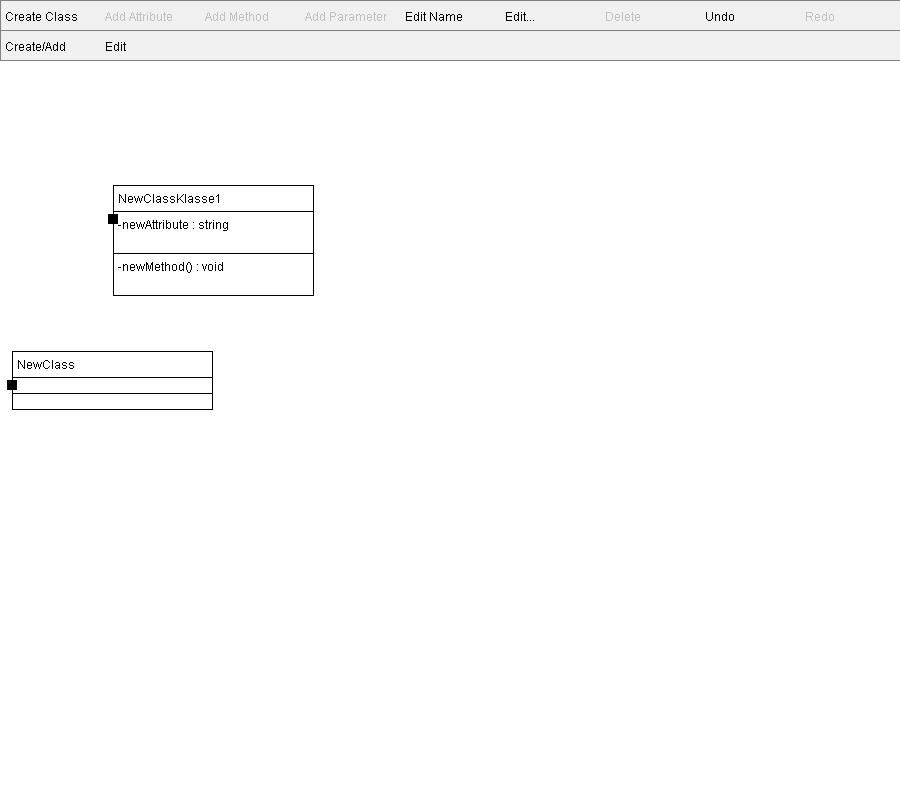 Create Class Add Attribute Add Method Add Parameter Edit Name Edit... Delete Undo Redo
Create/Add Edit
NewClassKlasse1
-newAttribute : string
-newMethod() : void
NewClass